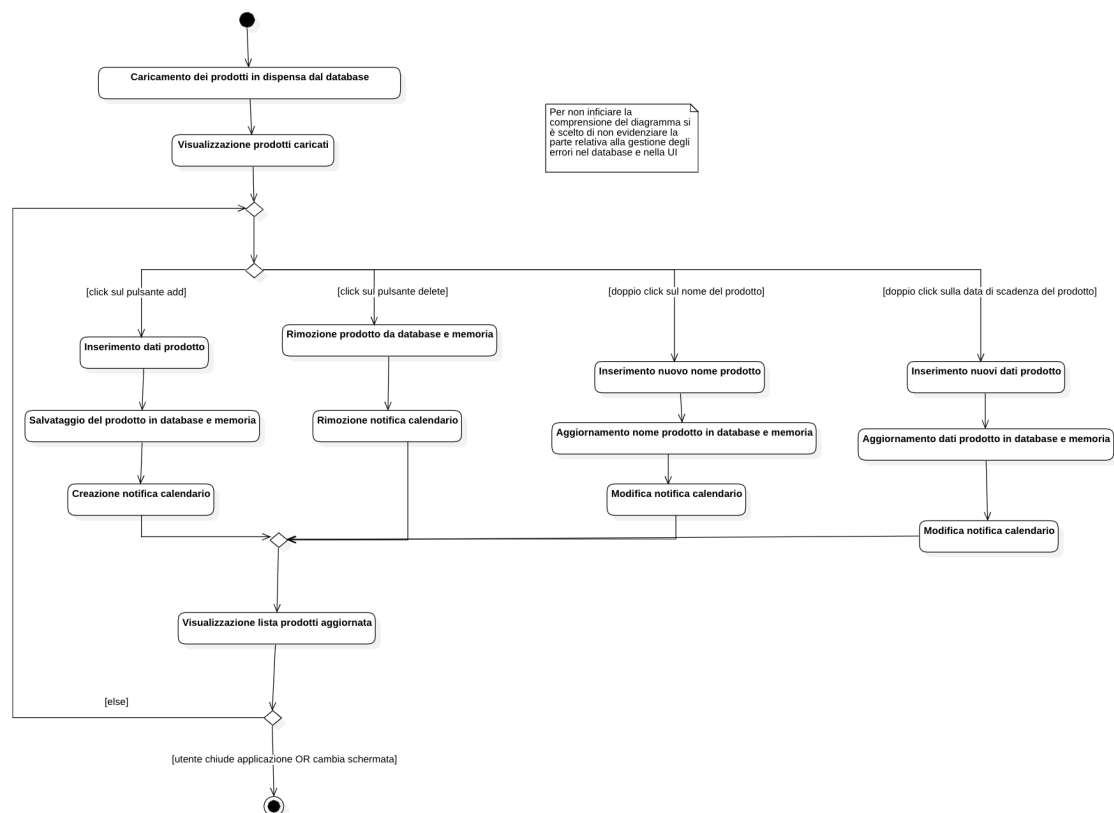 Caricamento dei prodotti in dispensa dal database
Per non inficiare la
comprensione del diagramma si
è scelto di non evidenziare la
parte relativa alla gestione degli
errori nel database e nella UI
Visualizzazione prodotti caricati
[click sul pulsante add]
[click sul pulsante delete]
[doppio click sul nome del prodotto]
[doppio click sulla data di scadenza del prodotto]
Inserimento dati prodotto
Rimozione prodotto da database e memoria
Inserimento nuovo nome prodotto
Inserimento nuovi dati prodotto
Salvataggio del prodotto in database e memoria
Rimozione notifica calendario
Aggiornamento nome prodotto in database e memoria
Aggiornamento dati prodotto in database e memoria
Creazione notifica calendario
Modifica notifica calendario
Modifica notifica calendario
Visualizzazione lista prodotti aggiornata
[else]
[utente chiude applicazione OR cambia schermata]